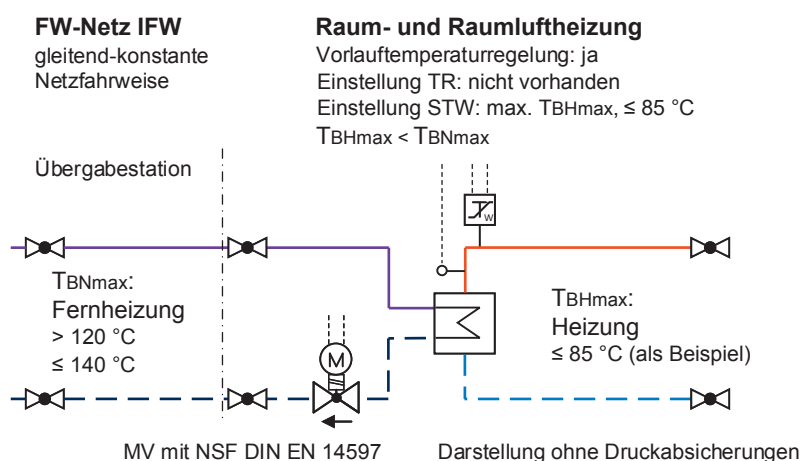 FW-Netz IFW
gleitend-konstante
Netzfahrweise
Raum- und Raumluftheizung
Vorlauftemperaturregelung: ja
Einstellung TR: nicht vorhanden
Einstellung STW: max. TBHmax, ≤ 85 °C
TBHmax < TBNmax
Übergabestation
W
TBNmax:
Fernheizung
> 120 °C
≤ 140 °C
M
TBHmax:
Heizung
≤ 85 °C (als Beispiel)
MV mit NSF DIN EN 14597
Darstellung ohne Druckabsicherungen